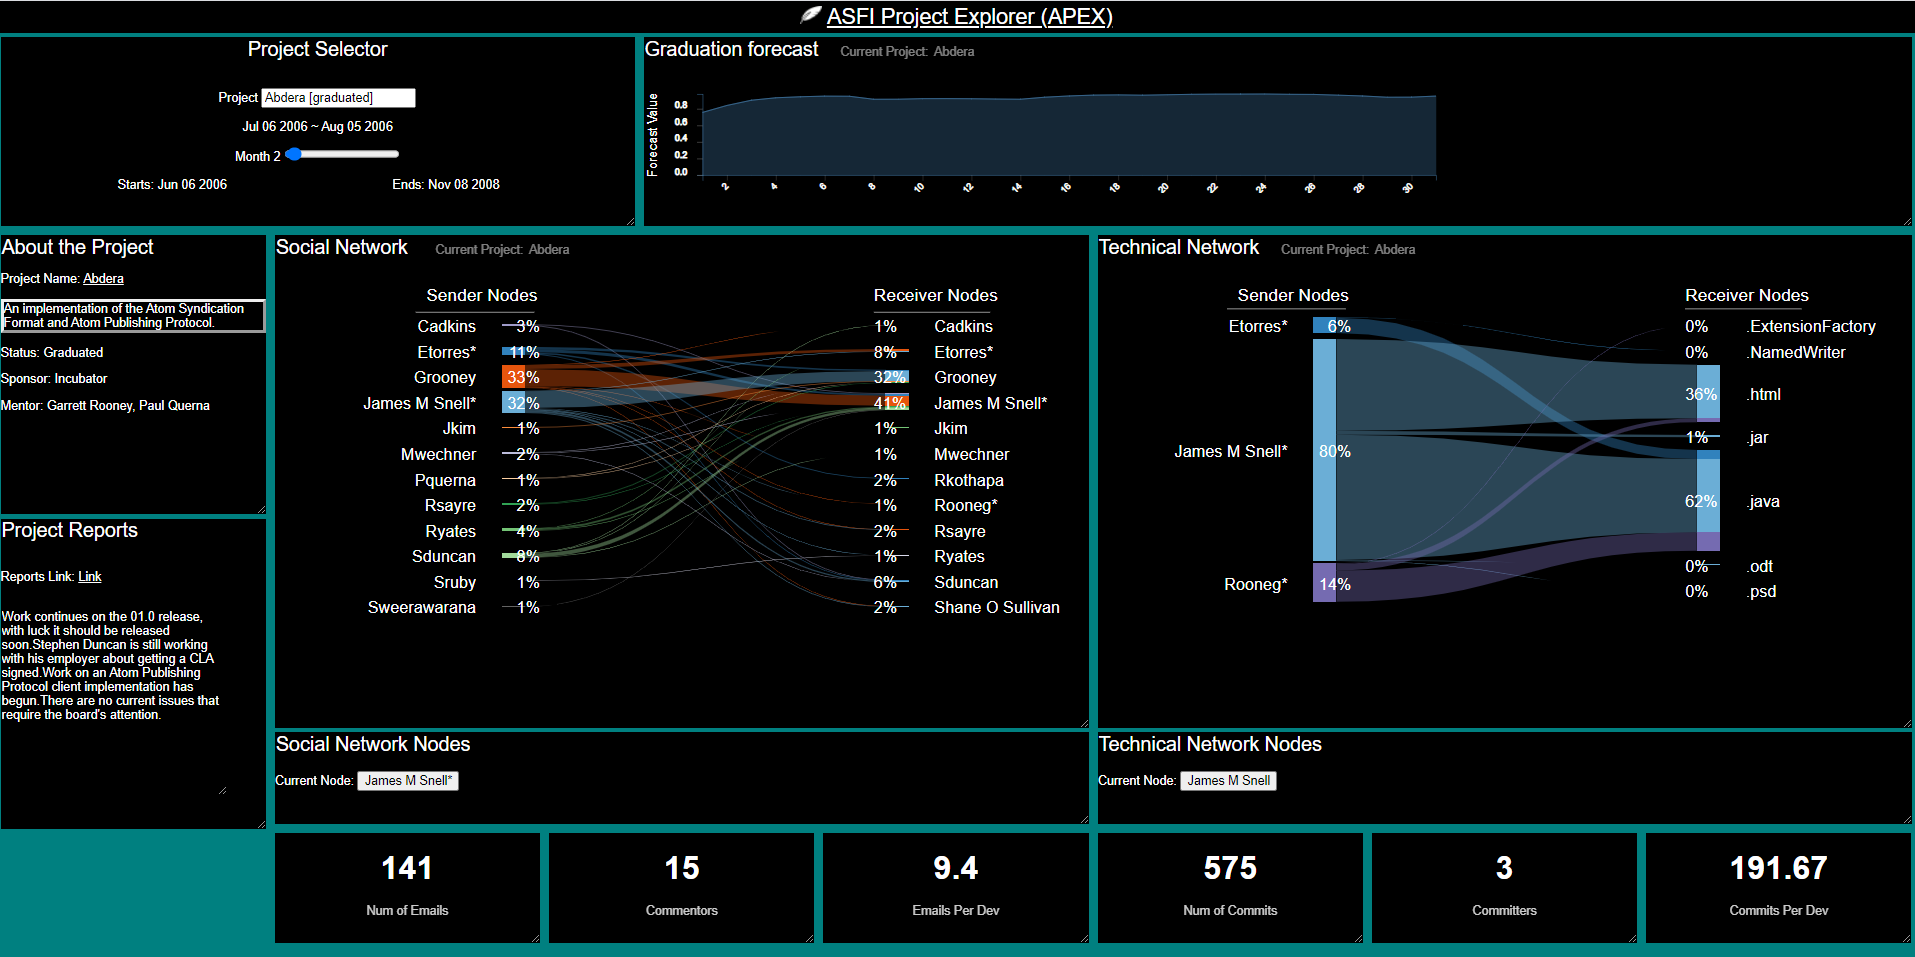 ASFI Project Explorer (APEX)
Project Selector
Project Abdera [graduated]
Jul 06 2006 ~ Aug 05 2006
Month 2
Starts: Jun 06 2006 Ends: Nov 08 2008
Graduation forecast Current Project: Abdera
Forecast Value
0.8
0.6
0.4
0.2
0.0
2 4 6 8 10 12 14 16 18 20 22 24 26 28 30
About the Project
Project Name: Abdera
An implementation of the Atom Syndication
Format and Atom Publishing Protocol.
Status: Graduated
Sponsor: Incubator
Mentor: Garrett Rooney, Paul Querna
Project Reports
Reports Link: Link
Work continues on the 01.0 release,
with luck it should be released
soon.Stephen Duncan is still working
with his employer about getting a CLA
signed.Work on an Atom Publishing
Protocol client implementation has
begun.There are no current issues that
require the board's attention.
Social Network Current Project: Abdera
Sender Nodes Receiver Nodes
Cadkins 3% 1% Cadkins
Etorres* 11% 8% Etorres*
Grooney 33% 32% Grooney
James M Snell* 32% 41% James M Snell*
Jkim 1% 1% Jkim
Mwechner 2% 1% Mwechner
Pquerna 1% 2% Rkothapa
Rsayre 2% 1% Rooneg*
Ryates 4% 2% Rsayre
Sduncan 8% 1% Ryates
Sruby 1% 6% Sduncan
Sweerawarana 1% 2% Shane O Sullivan
Technical Network Current Project: Abdera
Sender Nodes Receiver Nodes
Etorres* 6% 0% .ExtensionFactory
0% .NamedWriter
36% .html
1% .jar
James M Snell* 80%
62% .java
0% .odt
Rooneg* 14%
0% .psd
Social Network Nodes
Current Node: James M Snell*
Technical Network Nodes
Current Node: James M Snell
141
Num of Emails
15
Commentors
9.4
Emails Per Dev
575
Num of Commits
3
Committers
191.67
Commits Per Dev